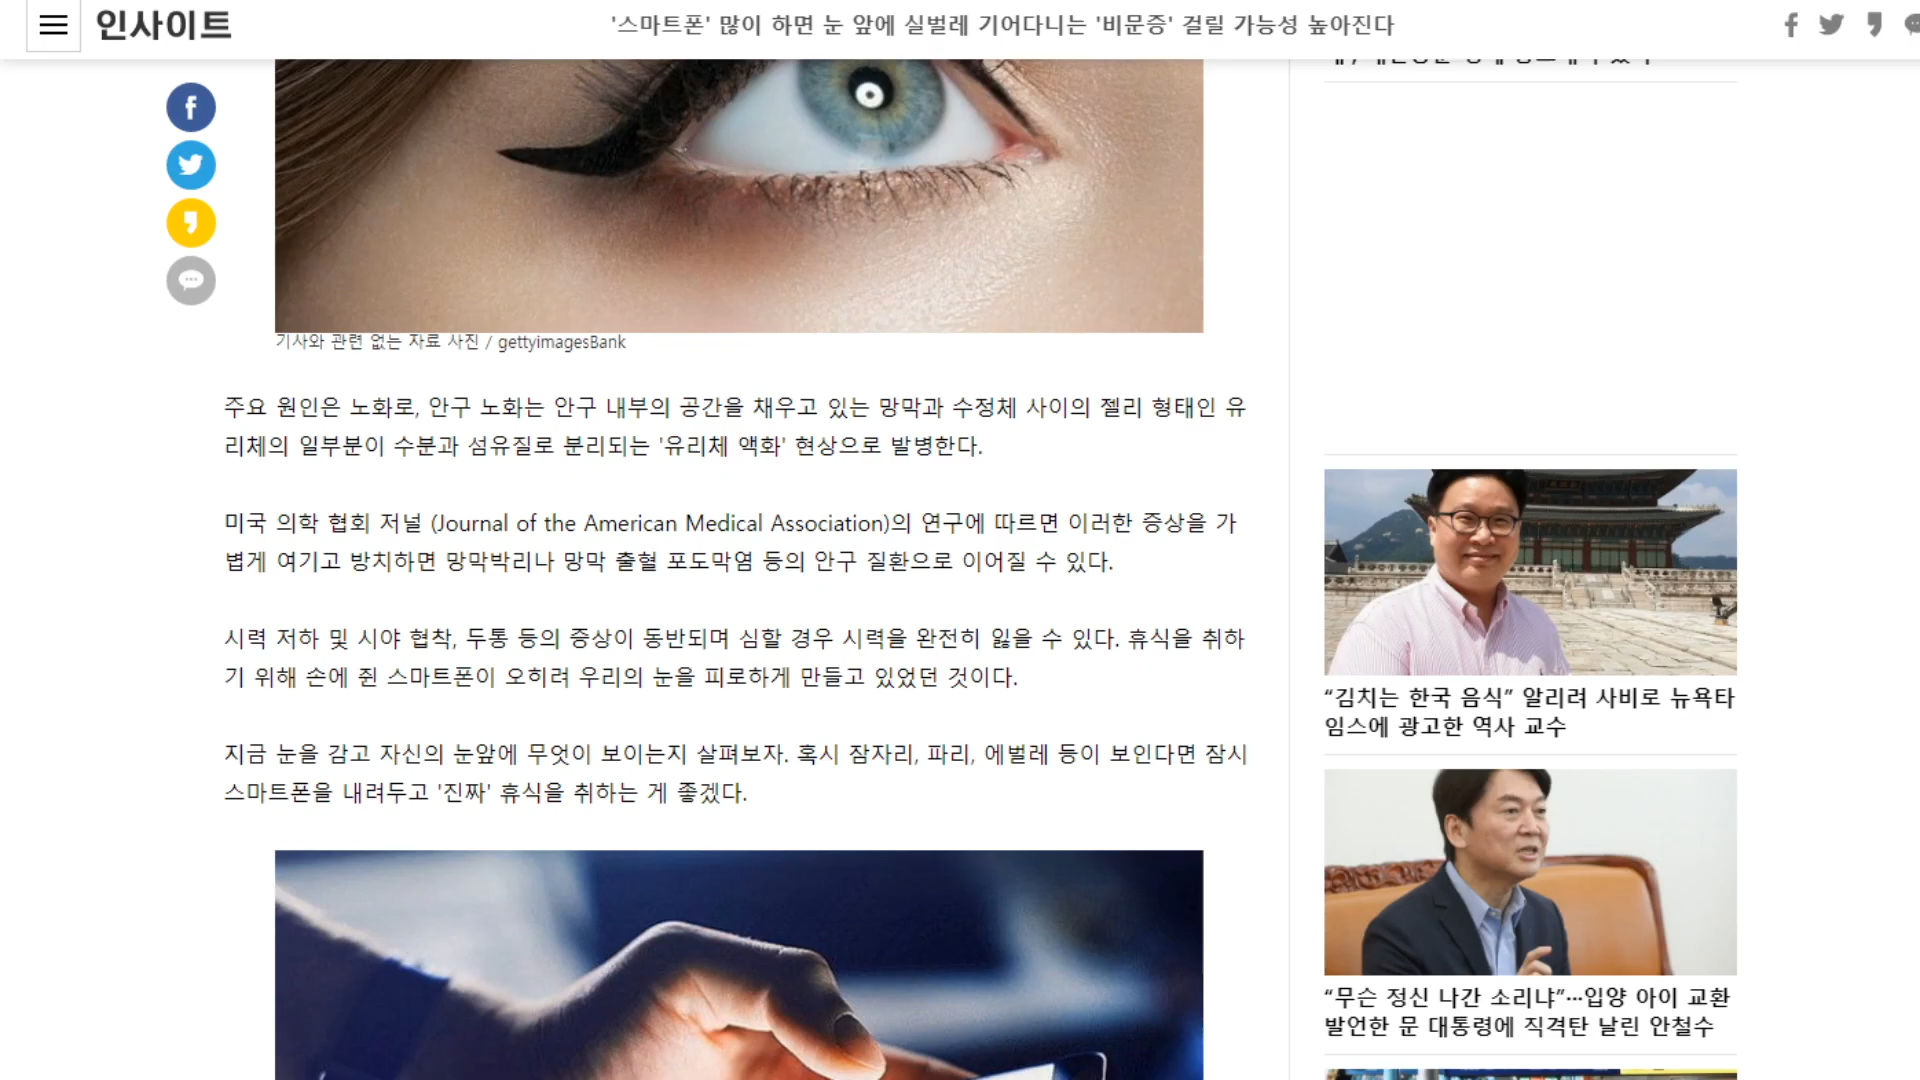 인사이트
'스마트폰' 많이 하면 눈 앞에 실벌레 기어다니는 '비문증' 걸릴 가능성 높아진다
기사와 관련 없는 자료 사진 / gettyimagesBank
주요 원인은 노화로, 안구 노화는 안구 내부의 공간을 채우고 있는 망막과 수정체 사이의 젤리 형태인 유
리체의 일부분이 수분과 섬유질로 분리되는 '유리체 액화' 현상으로 발병한다.
미국 의학 협회 저널 (Journal of the American Medical Association)의 연구에 따르면 이러한 증상을 가
볍게 여기고 방치하면 망막박리나 망막 출혈 포도막염 등의 안구 질환으로 이어질 수 있다.
시력 저하 및 시야 협착, 두통 등의 증상이 동반되며 심할 경우 시력을 완전히 잃을 수 있다. 휴식을 취하
기 위해 손에 쥔 스마트폰이 오히려 우리의 눈을 피로하게 만들고 있었던 것이다.
지금 눈을 감고 자신의 눈앞에 무엇이 보이는지 살펴보자. 혹시 잠자리, 파리, 에벌레 등이 보인다면 잠시
스마트폰을 내려두고 '진짜' 휴식을 취하는 게 좋겠다.
“김치는 한국 음식” 알리려 사비로 뉴욕타
임스에 광고한 역사 교수
“무슨 정신 나간 소리냐”…입양 아이 교환
발언한 문 대통령에 직격탄 날린 안철수